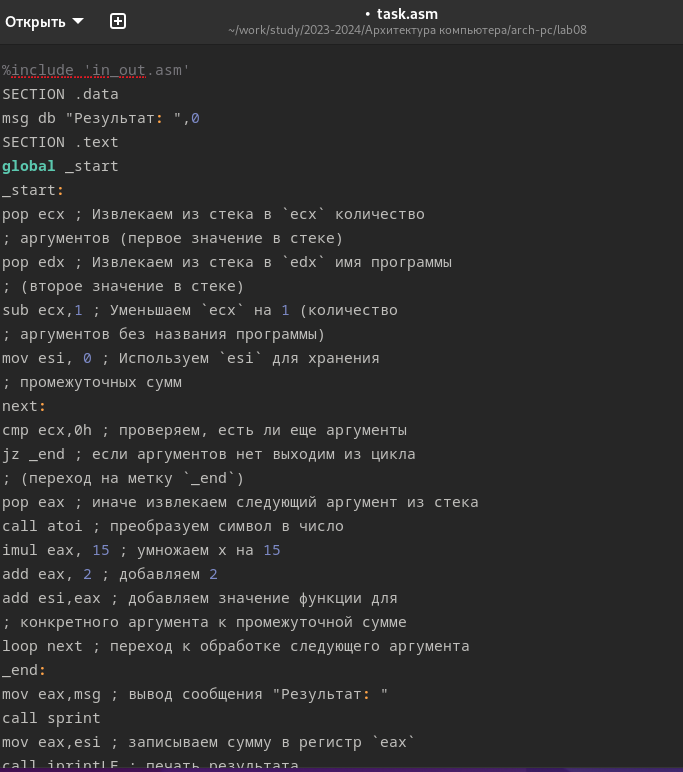 Открыть
• task.asm
~/work/study/2023-2024/Архитектура компьютера/arch-pc/lab08
%include 'in_out.asm'
SECTION .data
msg db "Результат: ",0
SECTION .text
global _start
_start:
pop ecx ; Извлекаем из стека в `ecx` количество
; аргументов (первое значение в стеке)
pop edx ; Извлекаем из стека в `edx` имя программы
; (второе значение в стеке)
sub ecx,1 ; Уменьшаем `ecx` на 1 (количество
; аргументов без названия программы)
mov esi, 0 ; Используем `esi` для хранения
; промежуточных сумм
next:
cmp ecx,0h ; проверяем, есть ли еще аргументы
jz _end ; если аргументов нет выходим из цикла
; (переход на метку `_end`)
pop eax ; иначе извлекаем следующий аргумент из стека
call atoi ; преобразуем символ в число
imul eax, 15 ; умножаем x на 15
add eax, 2 ; добавляем 2
add esi,eax ; добавляем значение функции для
; конкретного аргумента к промежуточной сумме
loop next ; переход к обработке следующего аргумента
_end:
mov eax,msg ; вывод сообщения "Результат: "
call sprint
mov eax,esi ; записываем сумму в регистр `eax`
call iprintLF ; печать результата